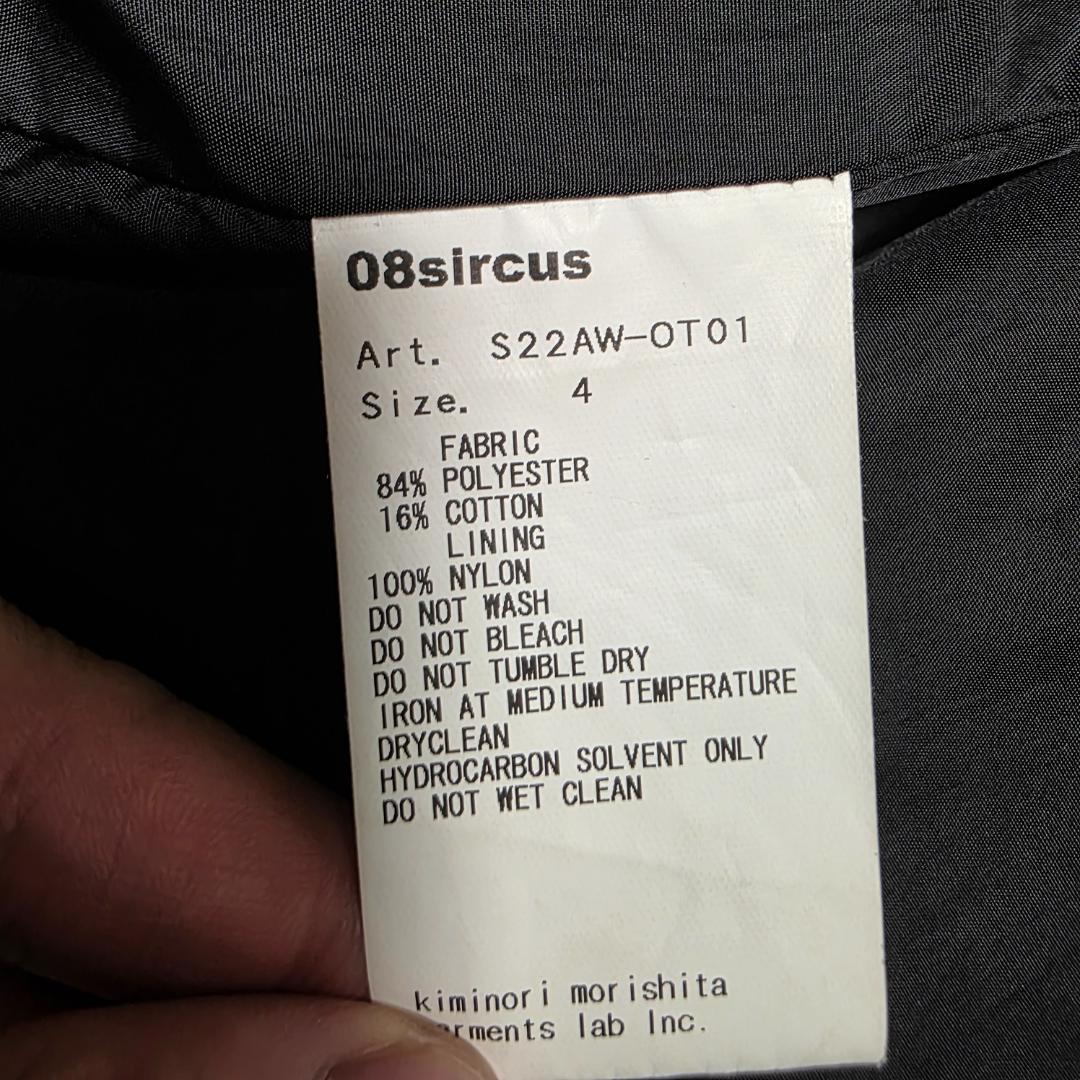 08sircus
Art. S22AW-OT01
Size. 4
FABRIC
84% POLYESTER
16% COTTON
LINING
100% NYLON
DO NOT WASH
DO NOT BLEACH
DO NOT TUMBLE DRY
IRON AT MEDIUM TEMPERATURE
DRYCLEAN
HYDROCARBON SOLVENT ONLY
DO NOT WET CLEAN
kiminori morishita
lab Inc.